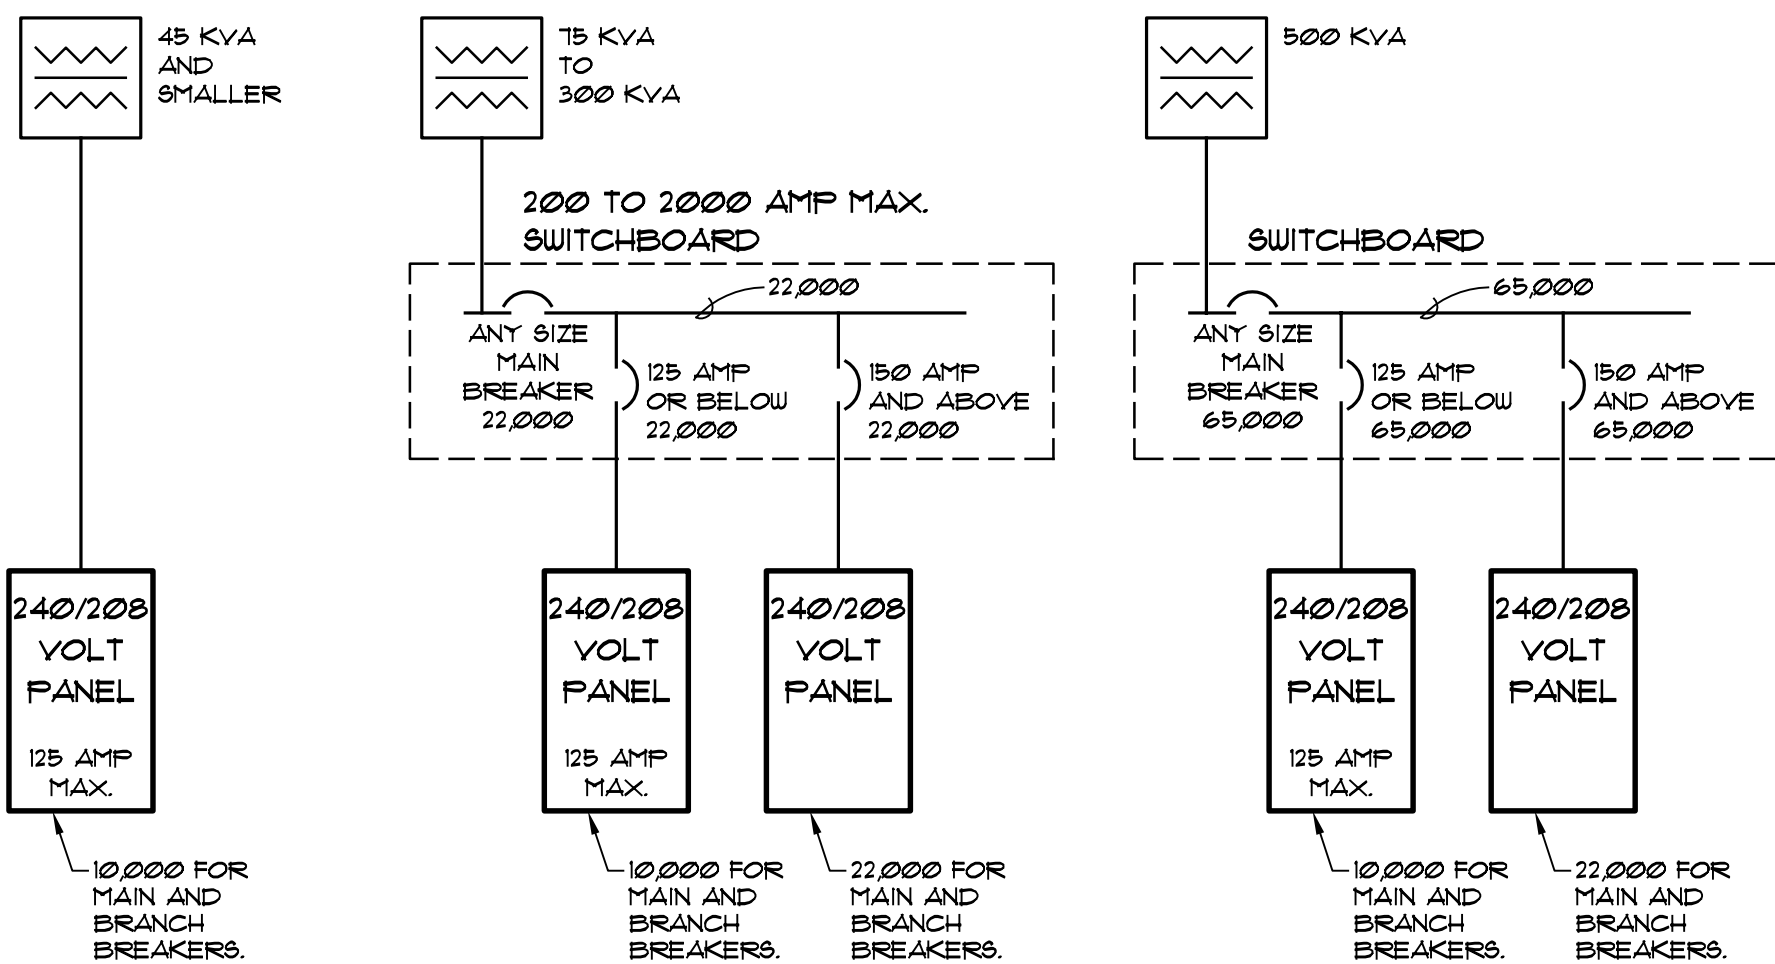 45 KVA
AND
SMALLER
75 KVA
TO
300 KVA
500 KVA
200 TO 2000 AMP MAX.
SWITCHBOARD
22,000
ANY SIZE
MAIN
BREAKER
22,000
125 AMP
OR BELOW
22,000
150 AMP
AND ABOVE
22,000
SWITCHBOARD
65,000
ANY SIZE
MAIN
BREAKER
65,000
125 AMP
OR BELOW
65,000
150 AMP
AND ABOVE
65,000
240/208
VOLT
PANEL
125 AMP
MAX.
10,000 FOR
MAIN AND
BRANCH
BREAKERS.
240/208
VOLT
PANEL
125 AMP
MAX.
10,000 FOR
MAIN AND
BRANCH
BREAKERS.
240/208
VOLT
PANEL
22,000 FOR
MAIN AND
BRANCH
BREAKERS.
240/208
VOLT
PANEL
125 AMP
MAX.
10,000 FOR
MAIN AND
BRANCH
BREAKERS.
240/208
VOLT
PANEL
22,000 FOR
MAIN AND
BRANCH
BREAKERS.